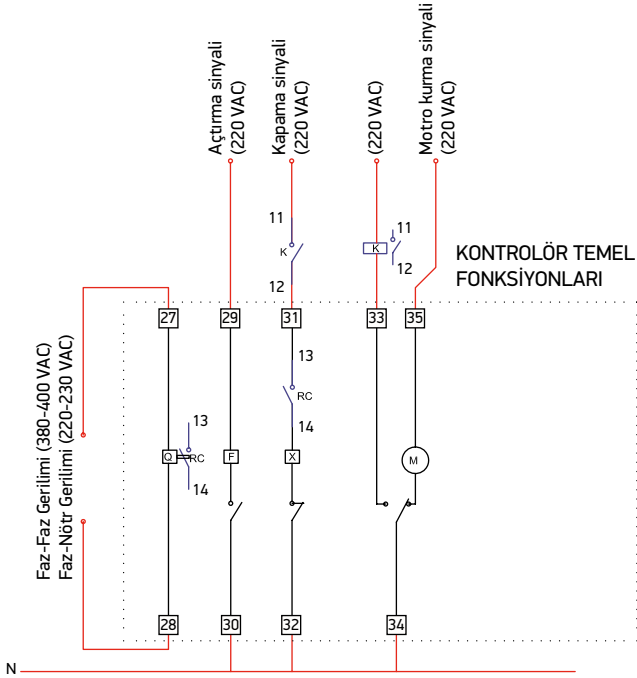 Açtırma sinyali
(220 VAC)
Kapama sinyali
(220 VAC)
(220 VAC)
Motro kurma sinyali
(220 VAC)
11
K
12
K
11
12
KONTROLÖR TEMEL
FONKSİYONLARI
27
29
31
33
35
Faz-Faz Gerilimi (380-400 VAC)
Faz-Nötr Gerilimi (220-230 VAC)
13
RC
14
13
Q
RC
14
F
X
M
28
30
32
34
N